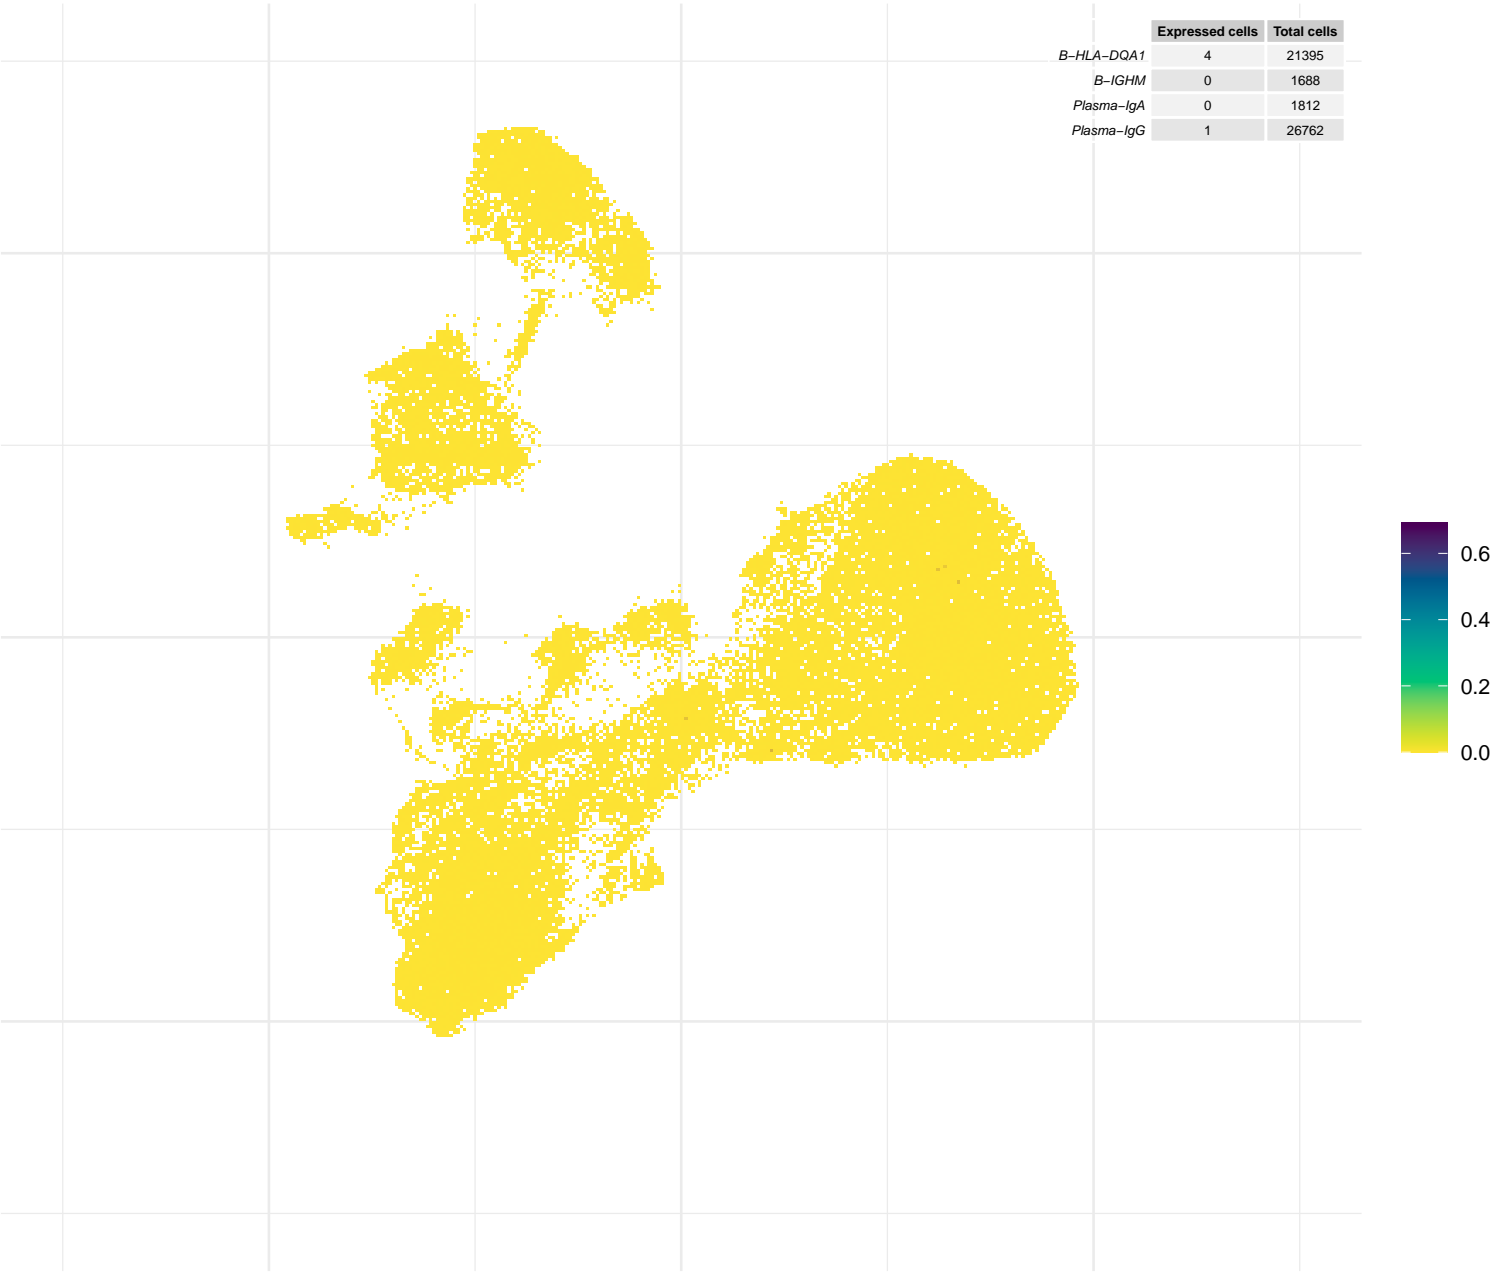 Expressed cells Total cells
B−HLA−DQA1 4 21395
B−IGHM 0 1688
Plasma−IgA 0 1812
Plasma−IgG 1 26762
0.6
0.4
0.2
0.0